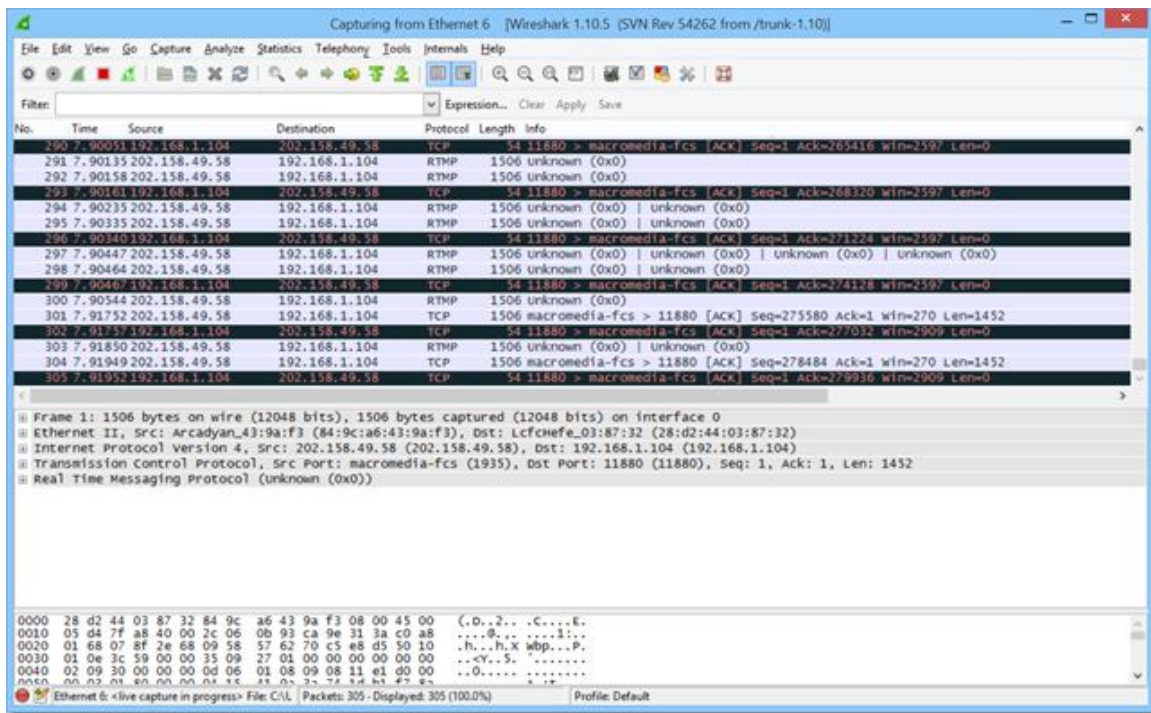 Capturing from Ethernet 6 [Wireshark 1.10.5 (SVN Rev 54262 from /trunk-1.10)]
File Edit View Go Capture Analyze Statistics Telephony Tools Internals Help
Filter: Expression... Clear Apply Save
No. Time Source Destination Protocol Length Info
290 7.90051 192.168.1.104 202.158.49.58 TCP 54 11880 > macromedia-fcs [ACK] Seq=1 Ack=265416 Win=2597 Len=0
291 7.90135 202.158.49.58 192.168.1.104 RTMP 1506 Unknown (0x0)
292 7.90158 202.158.49.58 192.168.1.104 RTMP 1506 Unknown (0x0)
293 7.90161 192.168.1.104 202.158.49.58 TCP 54 11880 > macromedia-fcs [ACK] Seq=1 Ack=268320 Win=2597 Len=0
294 7.90235 202.158.49.58 192.168.1.104 RTMP 1506 Unknown (0x0) | Unknown (0x0)
295 7.90335 202.158.49.58 192.168.1.104 RTMP 1506 Unknown (0x0) | Unknown (0x0)
296 7.90340 192.168.1.104 202.158.49.58 TCP 54 11880 > macromedia-fcs [ACK] Seq=1 Ack=271224 Win=2597 Len=0
297 7.90447 202.158.49.58 192.168.1.104 RTMP 1506 Unknown (0x0) | Unknown (0x0) | Unknown (0x0) | Unknown (0x0)
298 7.90464 202.158.49.58 192.168.1.104 RTMP 1506 Unknown (0x0) | Unknown (0x0)
299 7.90467 192.168.1.104 202.158.49.58 TCP 54 11880 > macromedia-fcs [ACK] Seq=1 Ack=274128 Win=2597 Len=0
300 7.90544 202.158.49.58 192.168.1.104 RTMP 1506 Unknown (0x0)
301 7.91752 202.158.49.58 192.168.1.104 TCP 1506 macromedia-fcs > 11880 [ACK] Seq=275580 Ack=1 Win=270 Len=1452
302 7.91757 192.168.1.104 202.158.49.58 TCP 54 11880 > macromedia-fcs [ACK] Seq=1 Ack=277032 Win=2909 Len=0
303 7.91850 202.158.49.58 192.168.1.104 RTMP 1506 Unknown (0x0) | Unknown (0x0)
304 7.91949 202.158.49.58 192.168.1.104 TCP 1506 macromedia-fcs > 11880 [ACK] Seq=278484 Ack=1 Win=270 Len=1452
305 7.91952 192.168.1.104 202.158.49.58 TCP 54 11880 > macromedia-fcs [ACK] Seq=1 Ack=279936 Win=2909 Len=0
Frame 1: 1506 bytes on wire (12048 bits), 1506 bytes captured (12048 bits) on interface 0
Ethernet II, Src: Arcadyan_43:9a:f3 (84:9c:a6:43:9a:f3), Dst: LcfcHefe_03:87:32 (28:d2:44:03:87:32)
Internet Protocol Version 4, Src: 202.158.49.58 (202.158.49.58), Dst: 192.168.1.104 (192.168.1.104)
Transmission Control Protocol, Src Port: macromedia-fcs (1935), Dst Port: 11880 (11880), Seq: 1, Ack: 1, Len: 1452
Real Time Messaging Protocol (Unknown (0x0))
0000 28 d2 44 03 87 32 84 9c a6 43 9a f3 08 00 45 00 (.D..2.. .C....E.
0010 05 d4 7f a8 40 00 2c 06 0b 93 ca 9e 31 3a c0 a8 ....@.,. ....1:..
0020 01 68 07 8f 2e 68 09 58 57 62 70 c5 e8 d5 50 10 .h...h.X Wbp...P.
0030 01 0e 3c 59 00 00 35 09 27 01 00 00 00 00 00 00 ..<Y..5. '.......
0040 02 09 30 00 00 00 0d 06 01 08 09 08 11 e1 d0 00 ..0..... ........
Ethernet 6: <live capture in progress> File: C:\L Packets: 305 - Displayed: 305 (100.0%) Profile: Default